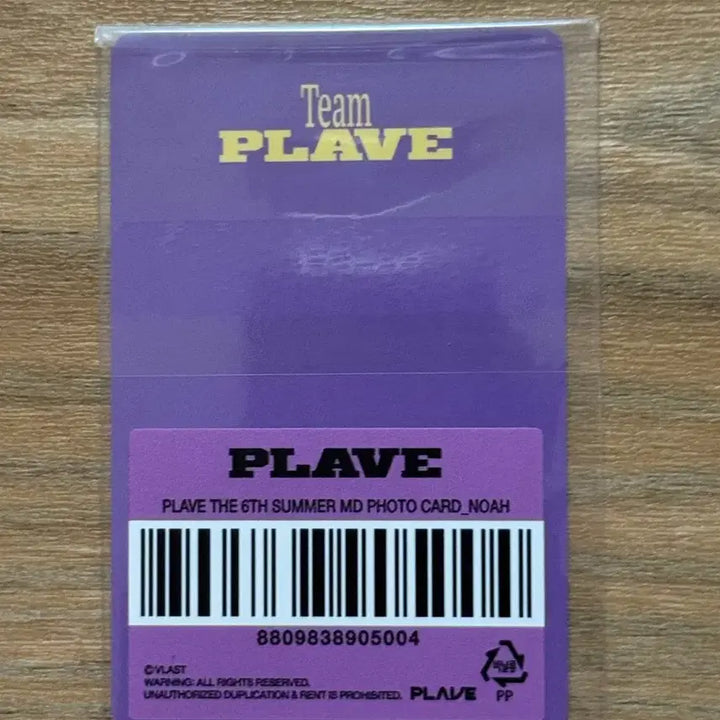 Team
PLAVE
PLAVE
PLAVE THE 6TH SUMMER MD PHOTO CARD_NOAH
8809838905004
©VLAST
WARNING: ALL RIGHTS RESERVED.
UNAUTHORIZED DUPLICATION & RENT IS PROHIBITED. PLAVE
PP